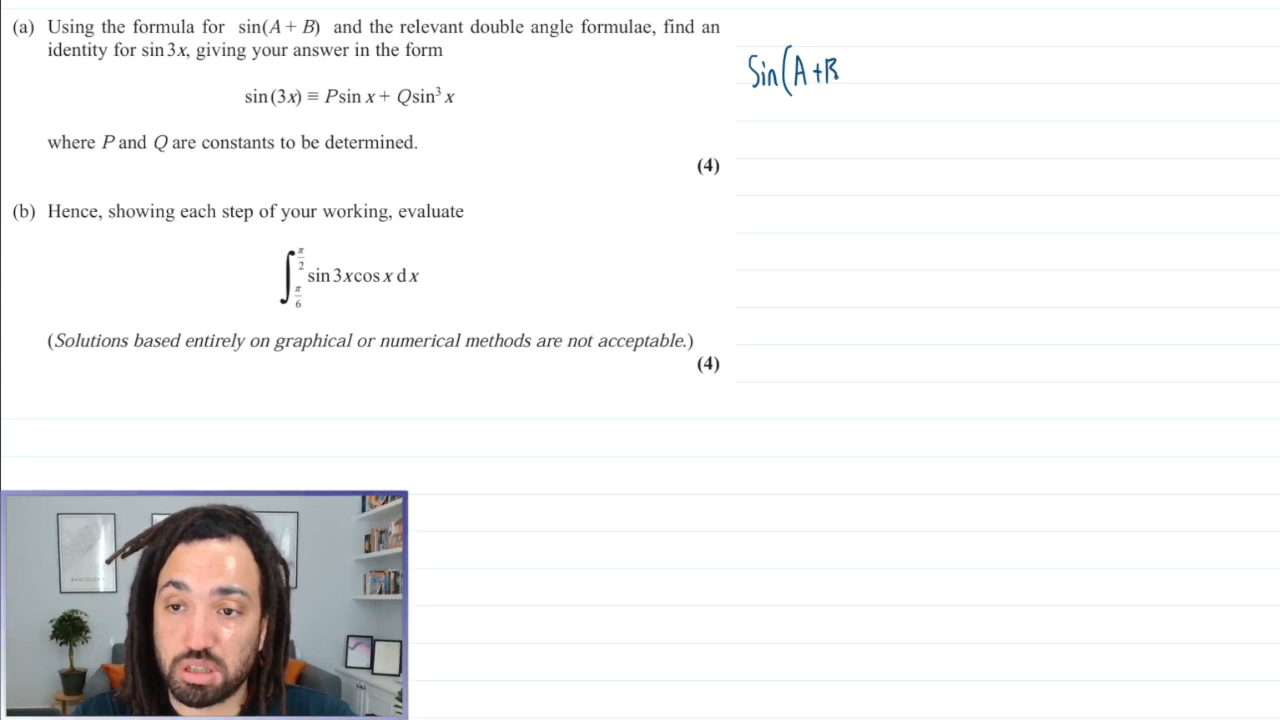 (a) Using the formula for sin(A + B) and the relevant double angle formulae, find an
identity for sin 3x, giving your answer in the form
sin (3x) ≡ Psin x + Qsin³ x
where P and Q are constants to be determined.
(4)
(b) Hence, showing each step of your working, evaluate
∫_{π/6}^{π/2} sin 3x cos x dx
(Solutions based entirely on graphical or numerical methods are not acceptable.)
(4)
Sin(A+B
BARCELONA